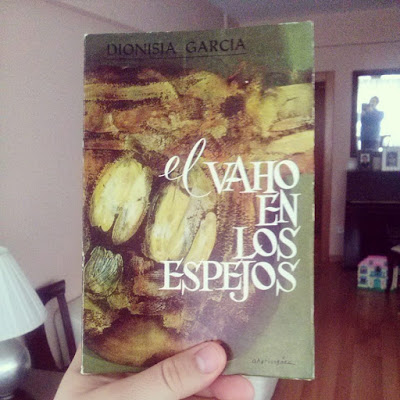 DIONISIA GARCIA
el VAHO
EN
LOS
ESPEJOS